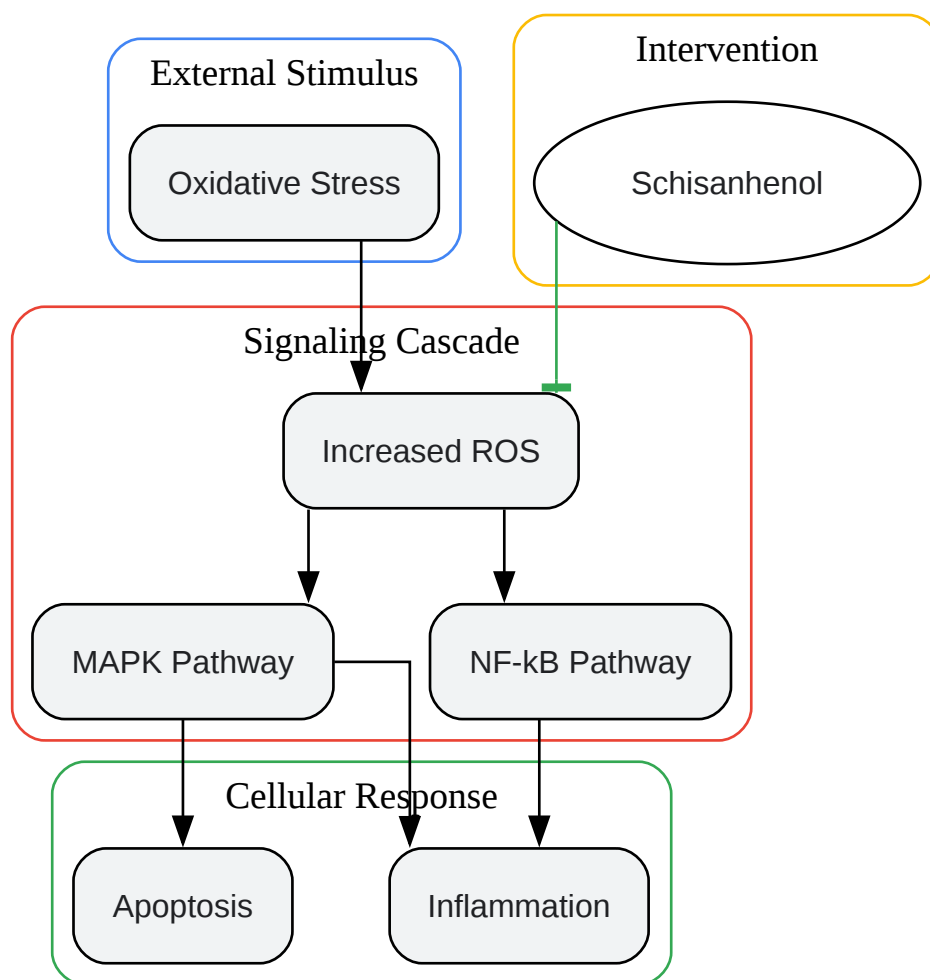 External Stimulus
Intervention
Oxidative Stress
Schisanhenol
Signaling Cascade
Increased ROS
MAPK Pathway
NF-kB Pathway
Cellular Response
Apoptosis
Inflammation